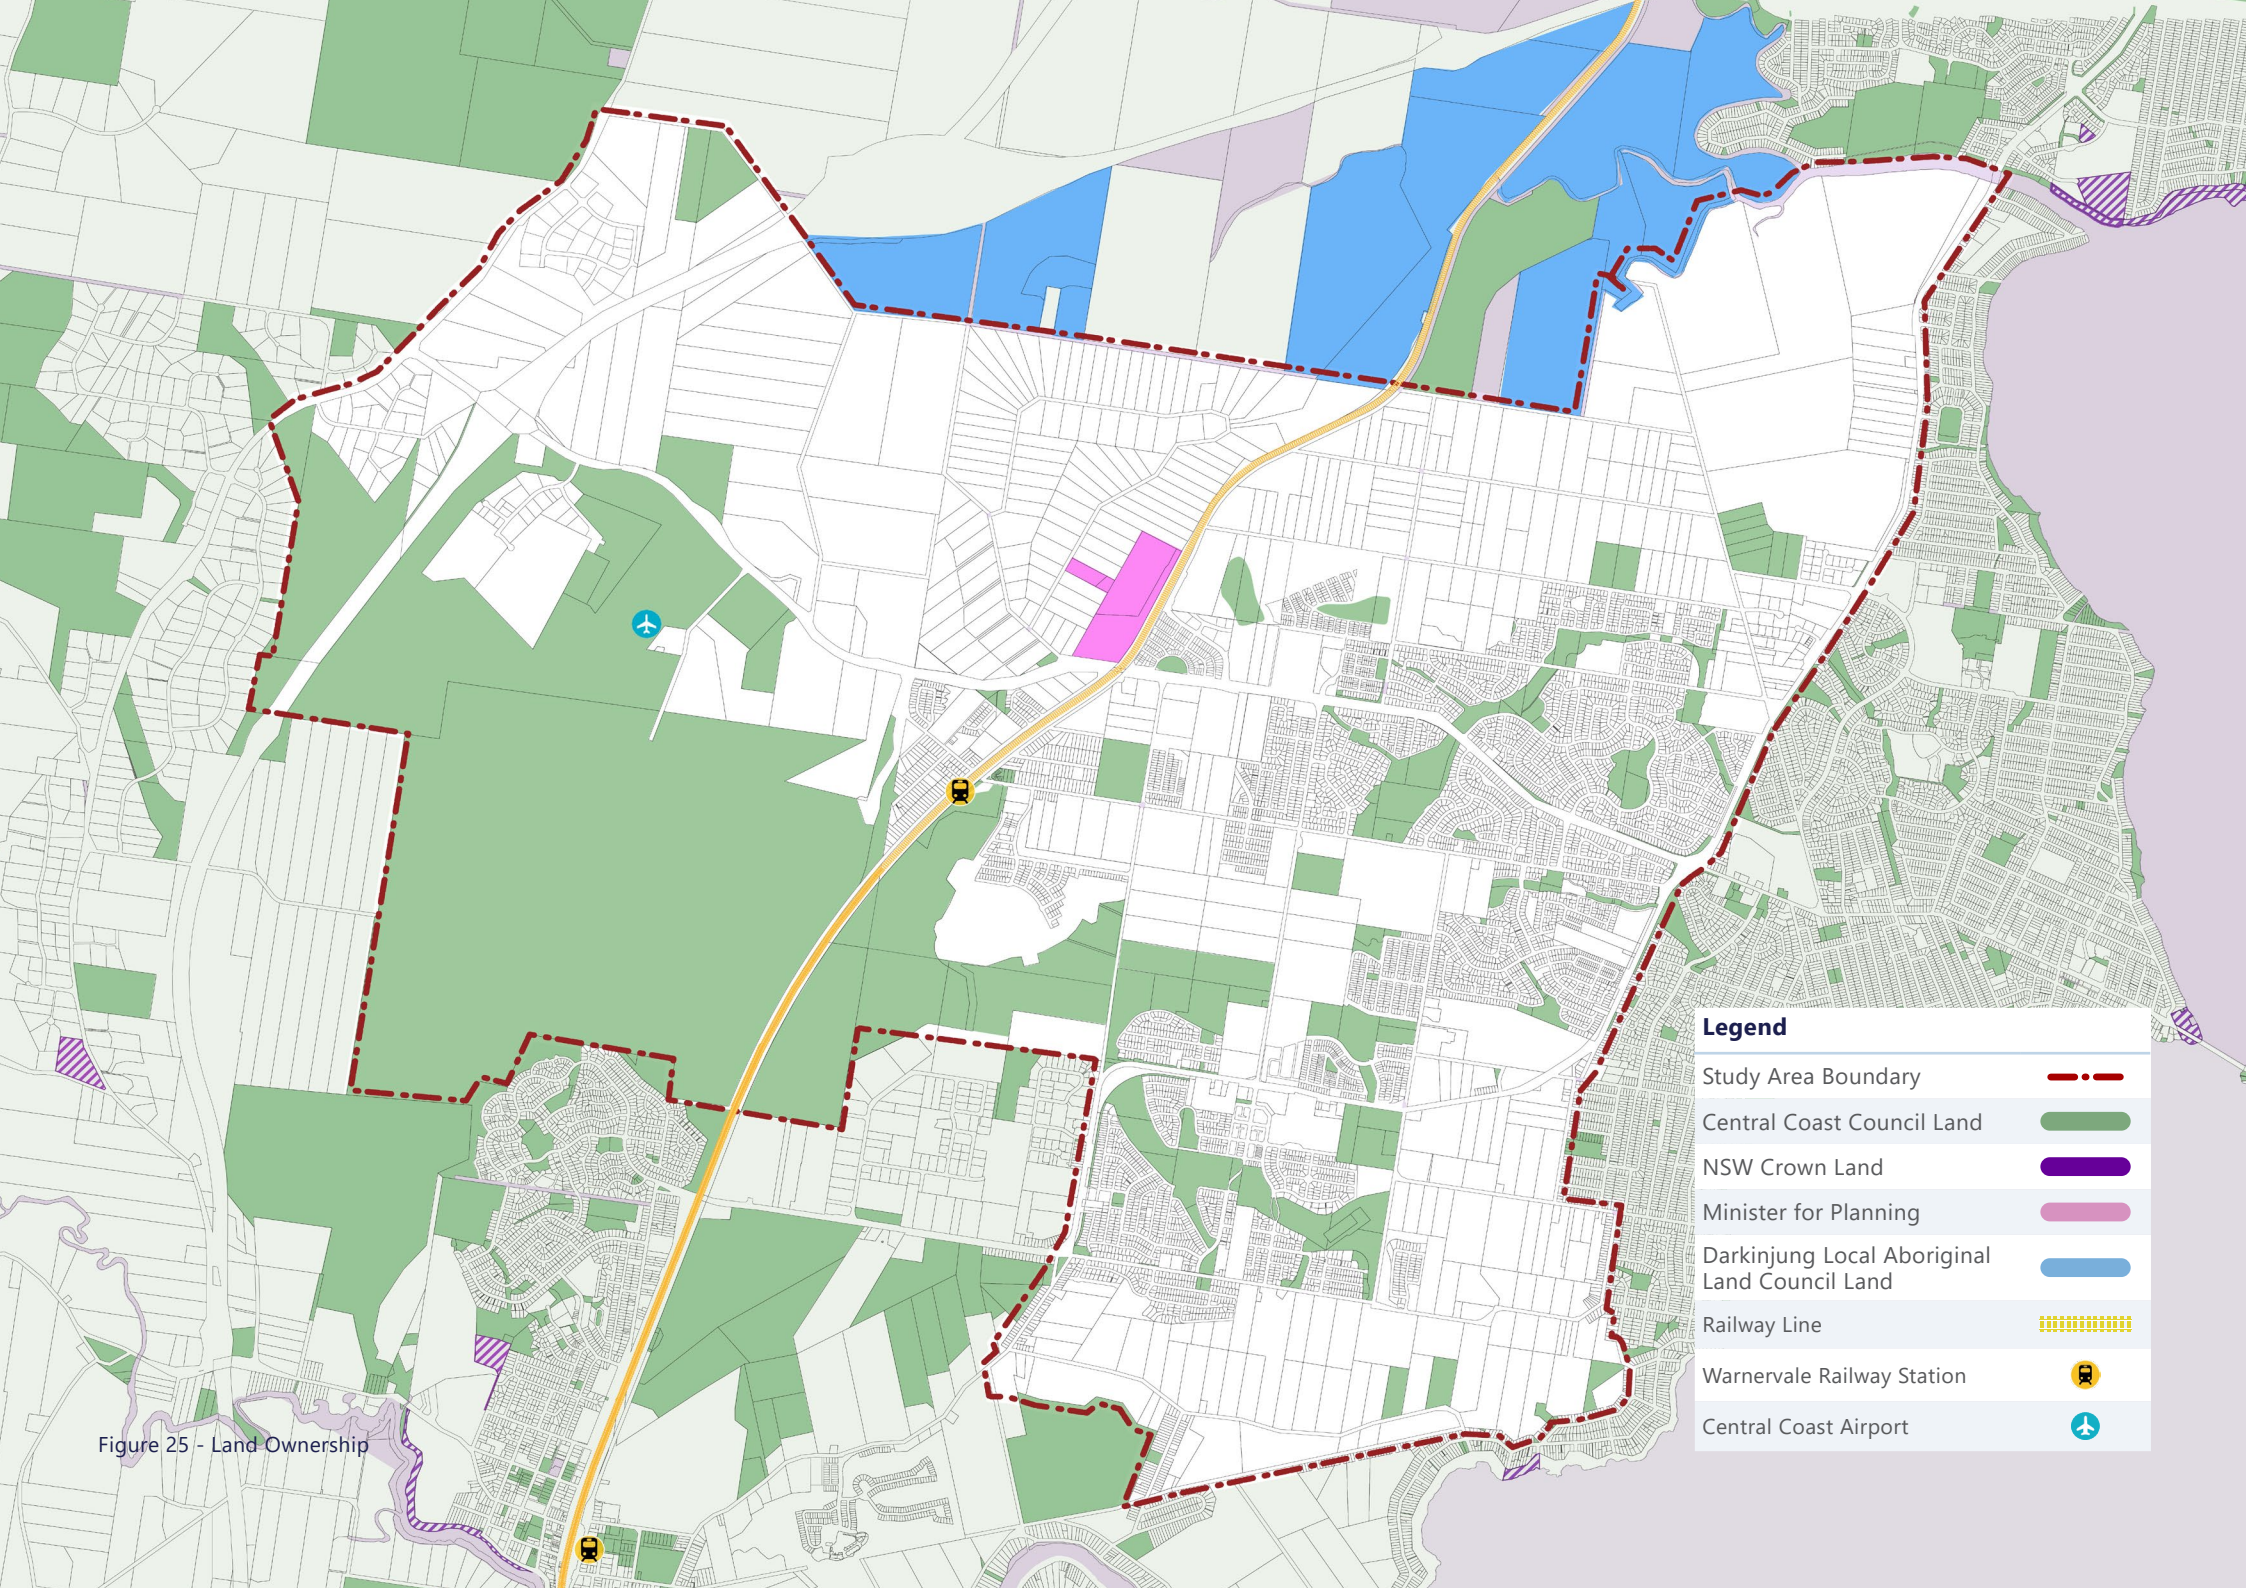 Legend
Study Area Boundary
Central Coast Council Land
NSW Crown Land
Minister for Planning
Darkinjung Local Aboriginal
Land Council Land
Railway Line
Warnervale Railway Station
Central Coast Airport
Figure 25 - Land Ownership